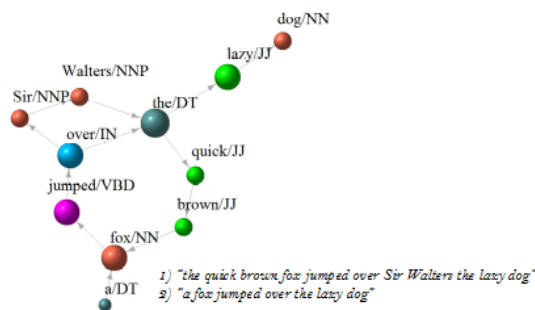 dog/NN
lazy/JJ
Walters/NNP
Sir/NNP
the/DT
over/IN
quick/JJ
jumped/VBD
brown/JJ
fox/NN
a/DT
1) "the quick brown fox jumped over Sir Walters the lazy dog"
2) "a fox jumped over the lazy dog"